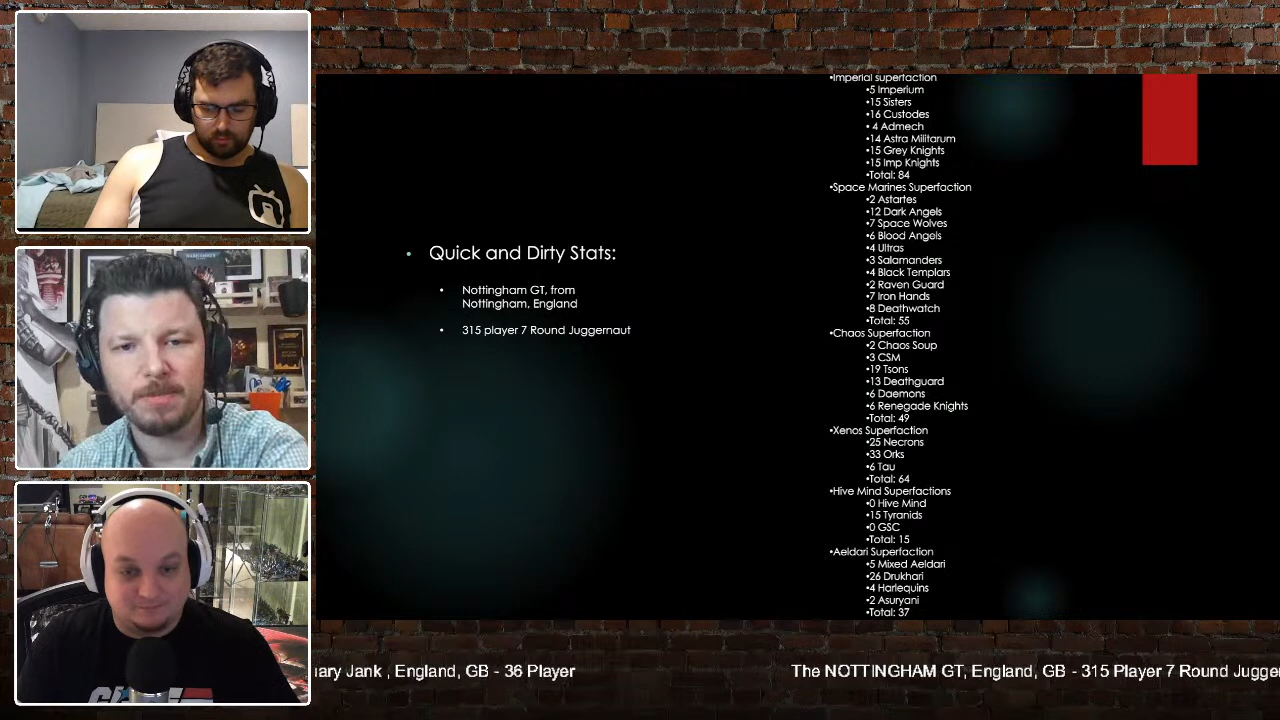 • Quick and Dirty Stats:
• Nottingham GT, from
Nottingham, England
• 315 player 7 Round Juggernaut
•Imperial superfaction
•5 Imperium
•15 Sisters
•16 Custodes
• 4 Admech
•14 Astra Militarum
•15 Grey Knights
•15 Imp Knights
•Total: 84
•Space Marines Superfaction
•2 Astartes
•12 Dark Angels
•7 Space Wolves
•6 Blood Angels
•4 Ultras
•3 Salamanders
•4 Black Templars
•2 Raven Guard
•7 Iron Hands
•8 Deathwatch
•Total: 55
•Chaos Superfaction
•2 Chaos Soup
•3 CSM
•19 Tsons
•13 Deathguard
•6 Daemons
•6 Renegade Knights
•Total: 49
•Xenos Superfaction
•25 Necrons
•33 Orks
•6 Tau
•Total: 64
•Hive Mind Superfactions
•0 Hive Mind
•15 Tyranids
•0 GSC
•Total: 15
•Aeldari Superfaction
•5 Mixed Aeldari
•26 Drukhari
•4 Harlequins
•2 Asuryani
•Total: 37
uary Jank , England, GB - 36 Player The NOTTINGHAM GT, England, GB - 315 Player 7 Round Jugger